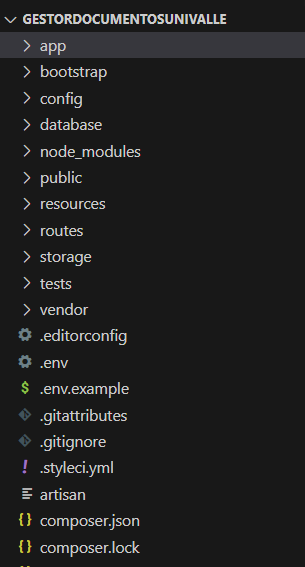 GESTORDOCUMENTOSUNIVALLE
app
bootstrap
config
database
node_modules
public
resources
routes
storage
tests
vendor
.editorconfig
.env
$ .env.example
.gitattributes
.gitignore
! .styleci.yml
artisan
{} composer.json
{} composer.lock